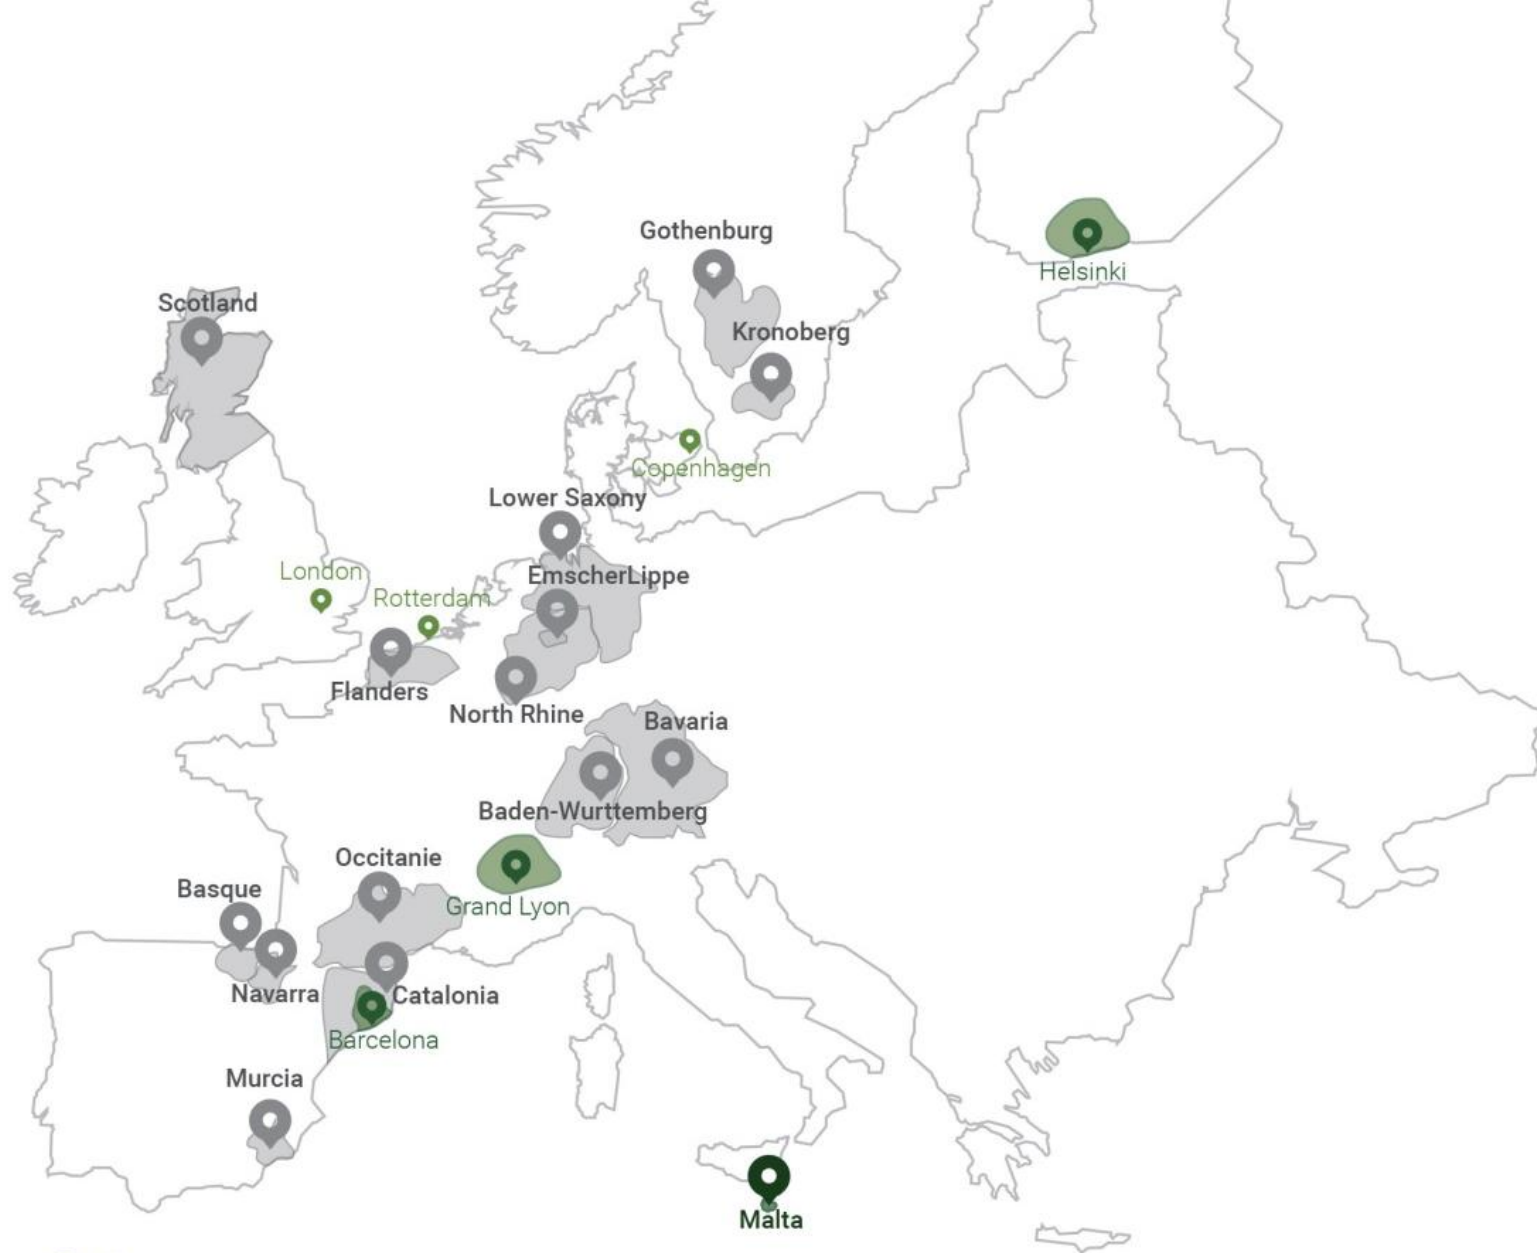 Gothenburg
Helsinki
Scotland
Kronoberg
Copenhagen
Lower Saxony
London
EmscherLippe
Rotterdam
Flanders
North Rhine
Bavaria
Baden-Wurttemberg
Occitanie
Basque
Grand Lyon
Navarra
Catalonia
Barcelona
Murcia
Malta